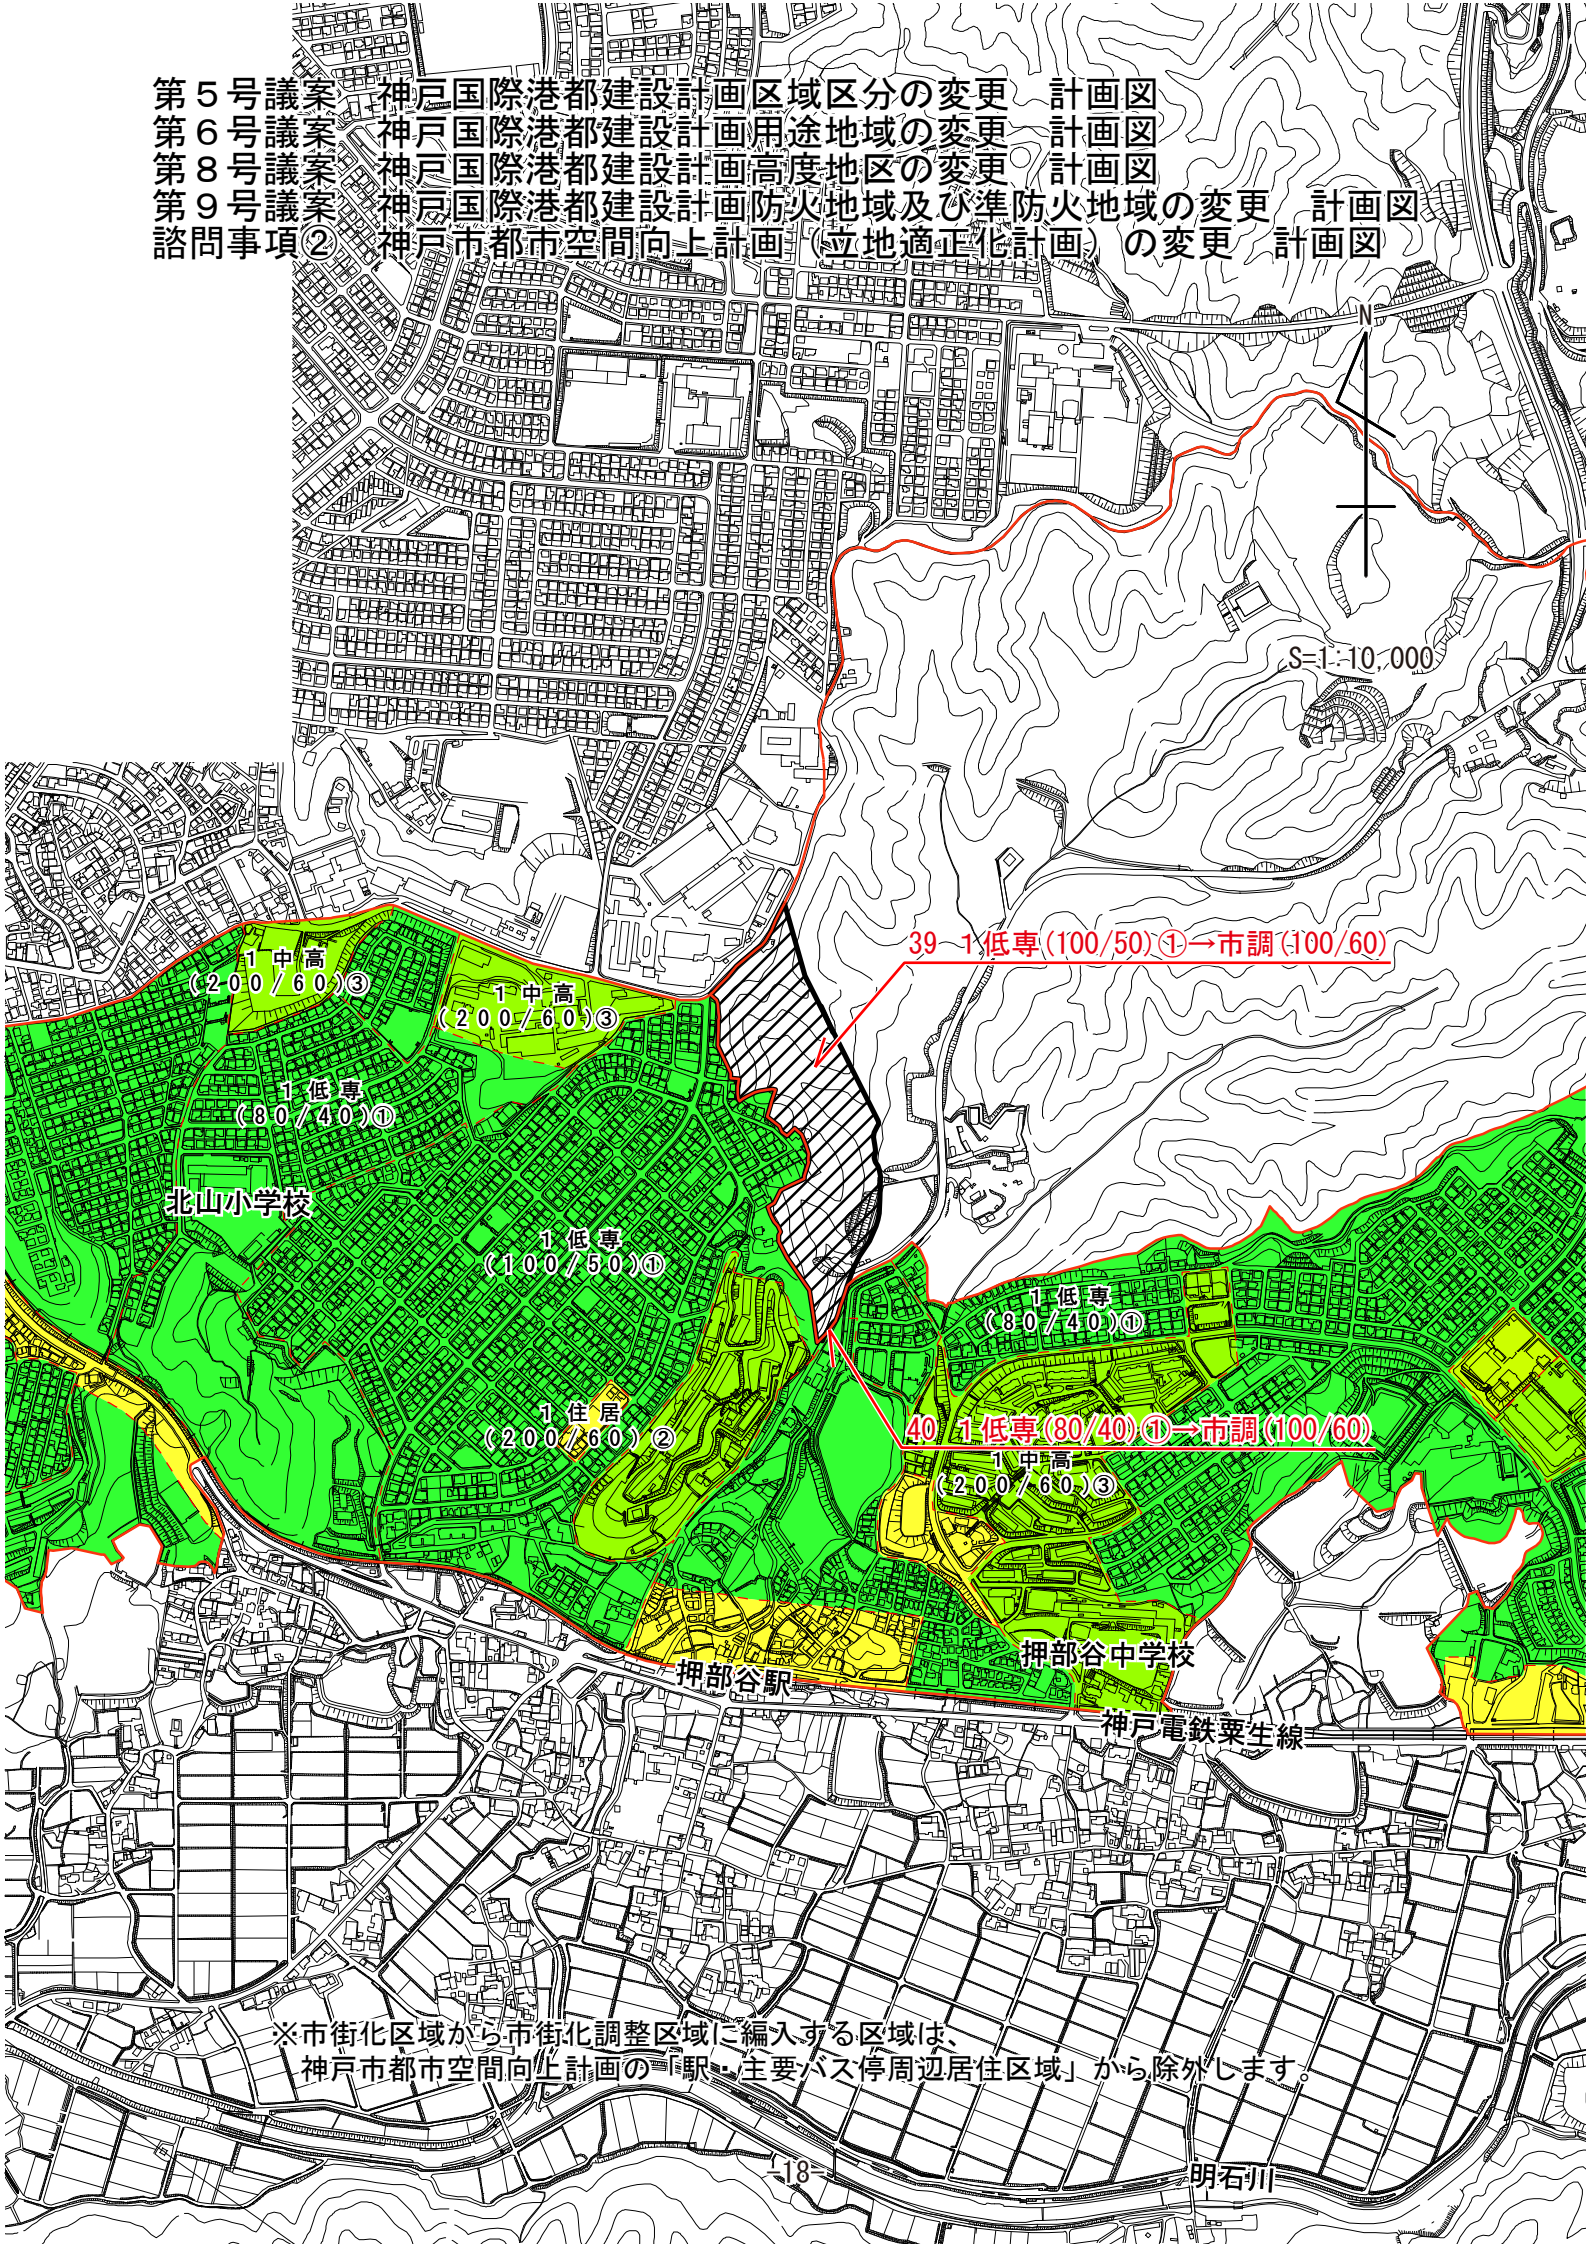 第５号議案　神戸国際港都建設計画区域区分の変更　計画図
第６号議案　神戸国際港都建設計画用途地域の変更　計画図
第８号議案　神戸国際港都建設計画高度地区の変更　計画図
第９号議案　神戸国際港都建設計画防火地域及び準防火地域の変更　計画図
諮問事項②　神戸市都市空間向上計画（立地適正化計画）の変更　計画図
N
S=1:10,000
39　1低専(100/50)①→市調(100/60)
1中高
(200/60)③
1中高
(200/60)③
1低専
(80/40)①
北山小学校
1低専
(100/50)①
1低専
(80/40)①
1住居
(200/60)②
40　1低専(80/40)①→市調(100/60)
1中高
(200/60)③
押部谷中学校
押部谷駅
神戸電鉄粟生線
※市街化区域から市街化調整区域に編入する区域は、
神戸市都市空間向上計画の「駅・主要バス停周辺居住区域」から除外します。
-18-
明石川